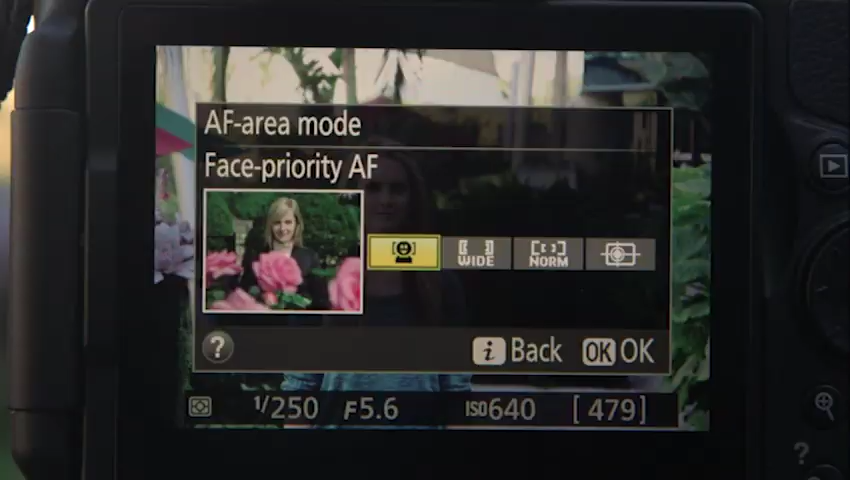 AF-area mode
Face-priority AF
WIDE
NORM
? i Back OK OK
1/250 F5.6 ISO640 [ 479]
?